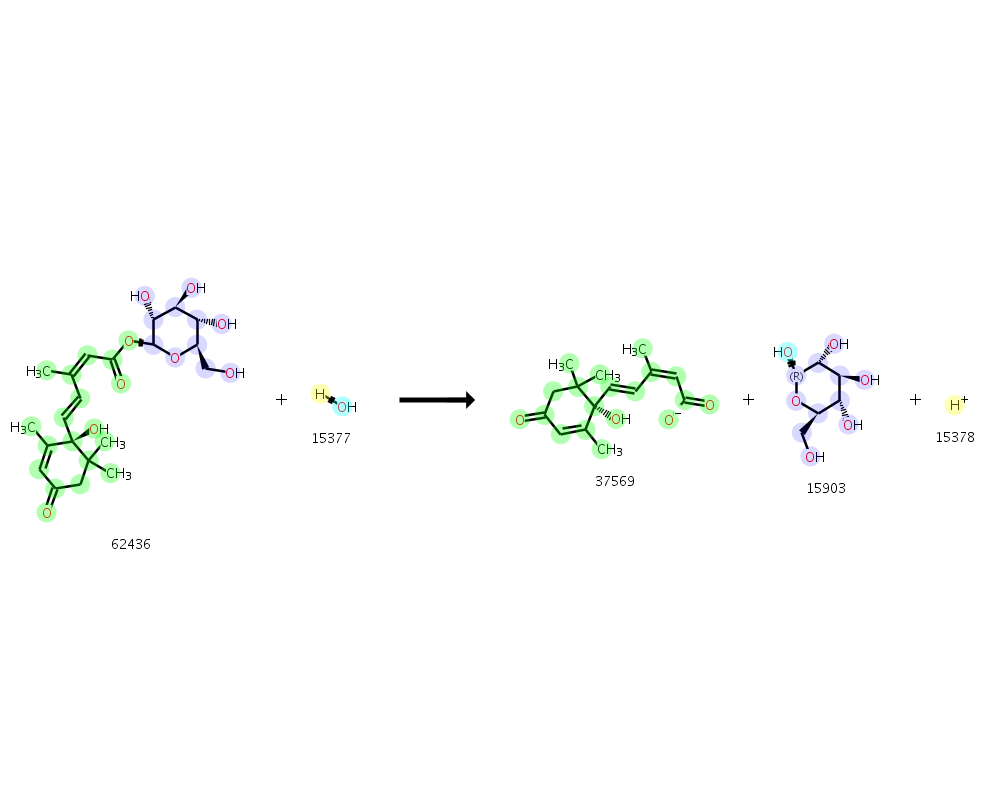 HO OH
OH
O
O
OH
H₃C
O
H₃C OH
CH₃
CH₃
O
62436
+
H
OH
15377
H₃C
CH₃
H₃C
O
OH
O⁻
O
CH₃
37569
+
HO
OH
(R)
OH
O
OH
OH
15903
+
H⁺
15378